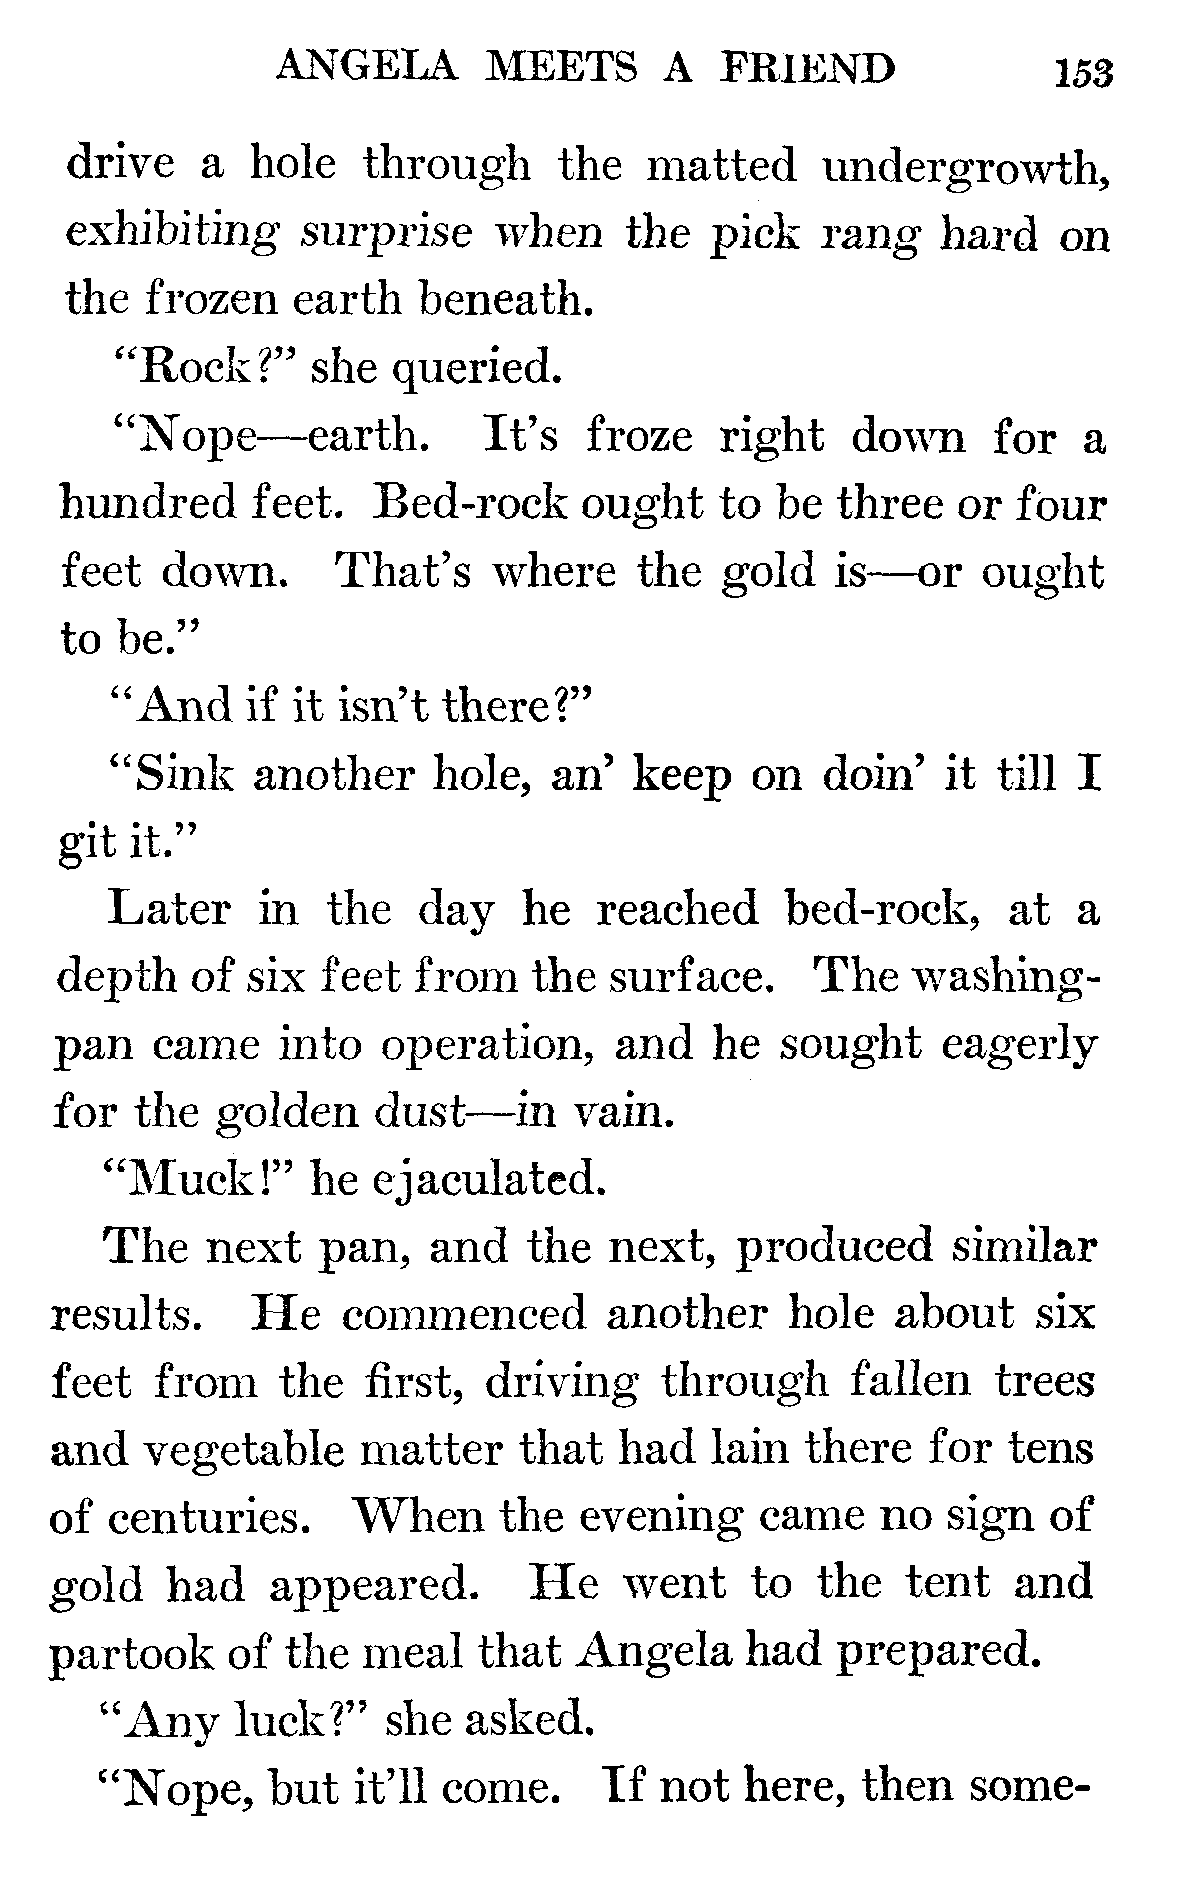 ANGELA MEETS A FRIEND 153
drive a hole through the matted undergrowth,
exhibiting surprise when the pick rang hard on
the frozen earth beneath.
“Rock?” she queried.
“Nope—earth. It’s froze right down for a
hundred feet. Bed-rock ought to be three or four
feet down. That’s where the gold is—or ought
to be.”
“And if it isn’t there?”
“Sink another hole, an’ keep on doin’ it till I
git it.”
Later in the day he reached bed-rock, at a
depth of six feet from the surface. The washing-
pan came into operation, and he sought eagerly
for the golden dust—in vain.
“Muck!” he ejaculated.
The next pan, and the next, produced similar
results. He commenced another hole about six
feet from the first, driving through fallen trees
and vegetable matter that had lain there for tens
of centuries. When the evening came no sign of
gold had appeared. He went to the tent and
partook of the meal that Angela had prepared.
“Any luck?” she asked.
“Nope, but it’ll come. If not here, then some-